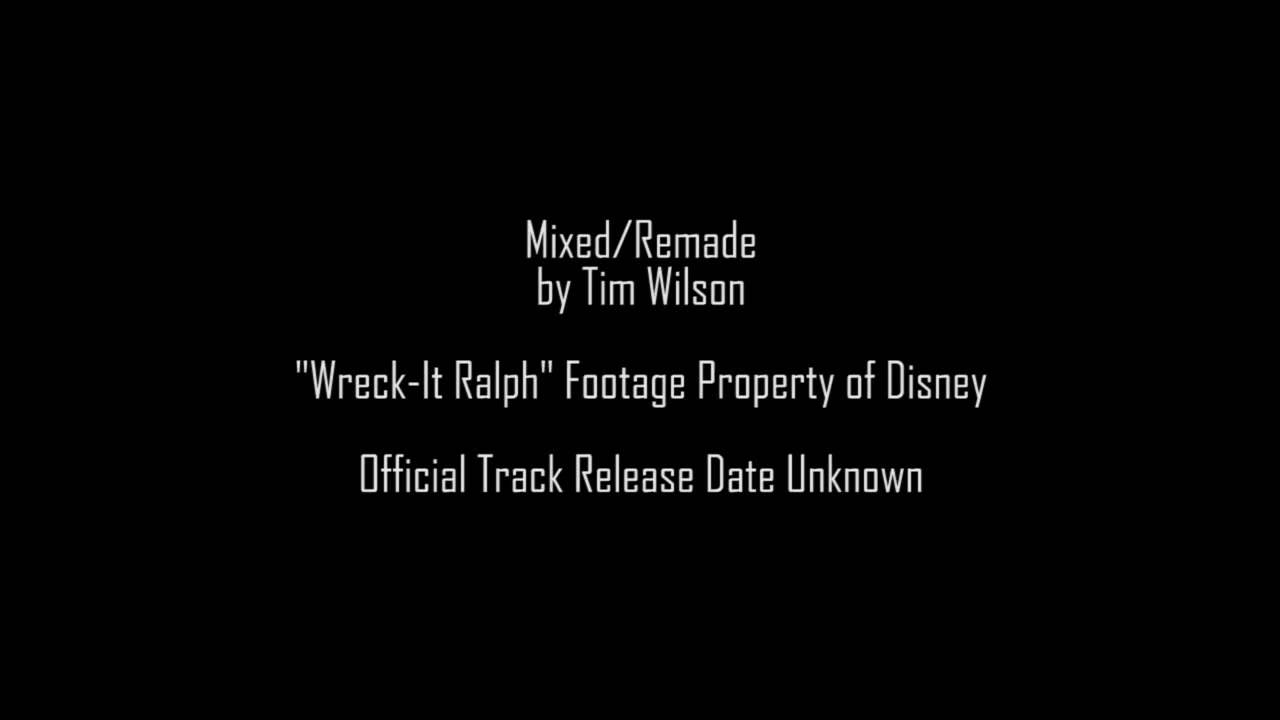 Mixed/Remade
by Tim Wilson
"Wreck-It Ralph" Footage Property of Disney
Official Track Release Date Unknown